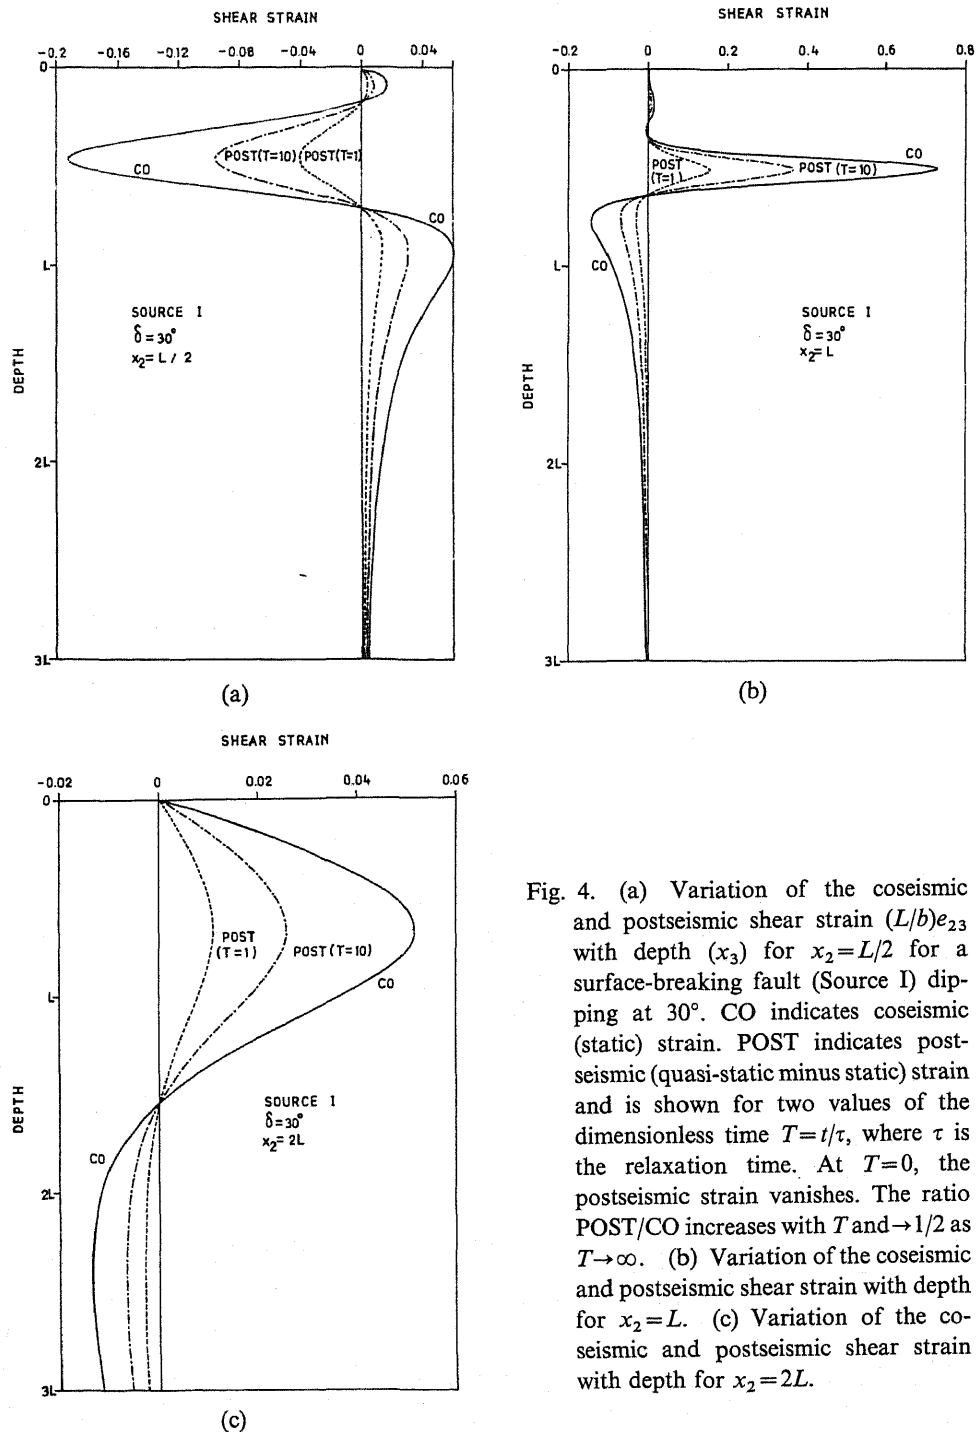 SHEAR STRAIN
-0.2 -0.16 -0.12 -0.08 -0.04 0 0.04
0
CO POST(T=10) POST(T=1)
CO
L
SOURCE I
δ=30°
x₂=L/2
DEPTH
2L
3L
(a)
SHEAR STRAIN
-0.2 0 0.2 0.4 0.6 0.8
0
CO
POST
(T=1)
POST (T=10)
L
CO
SOURCE I
δ=30°
x₂=L
DEPTH
2L
3L
(b)
SHEAR STRAIN
-0.02 0 0.02 0.04 0.06
0
POST
(T=1)
POST(T=10)
CO
L
SOURCE I
δ=30°
x₂=2L
DEPTH
CO
2L
3L
(c)
Fig. 4. (a) Variation of the coseismic
and postseismic shear strain (L/b)e₂₃
with depth (x₃) for x₂=L/2 for a
surface-breaking fault (Source I) dip-
ping at 30°. CO indicates coseismic
(static) strain. POST indicates post-
seismic (quasi-static minus static) strain
and is shown for two values of the
dimensionless time T=t/τ, where τ is
the relaxation time. At T=0, the
postseismic strain vanishes. The ratio
POST/CO increases with T and→1/2 as
T→∞. (b) Variation of the coseismic
and postseismic shear strain with depth
for x₂=L. (c) Variation of the co-
seismic and postseismic shear strain
with depth for x₂=2L.